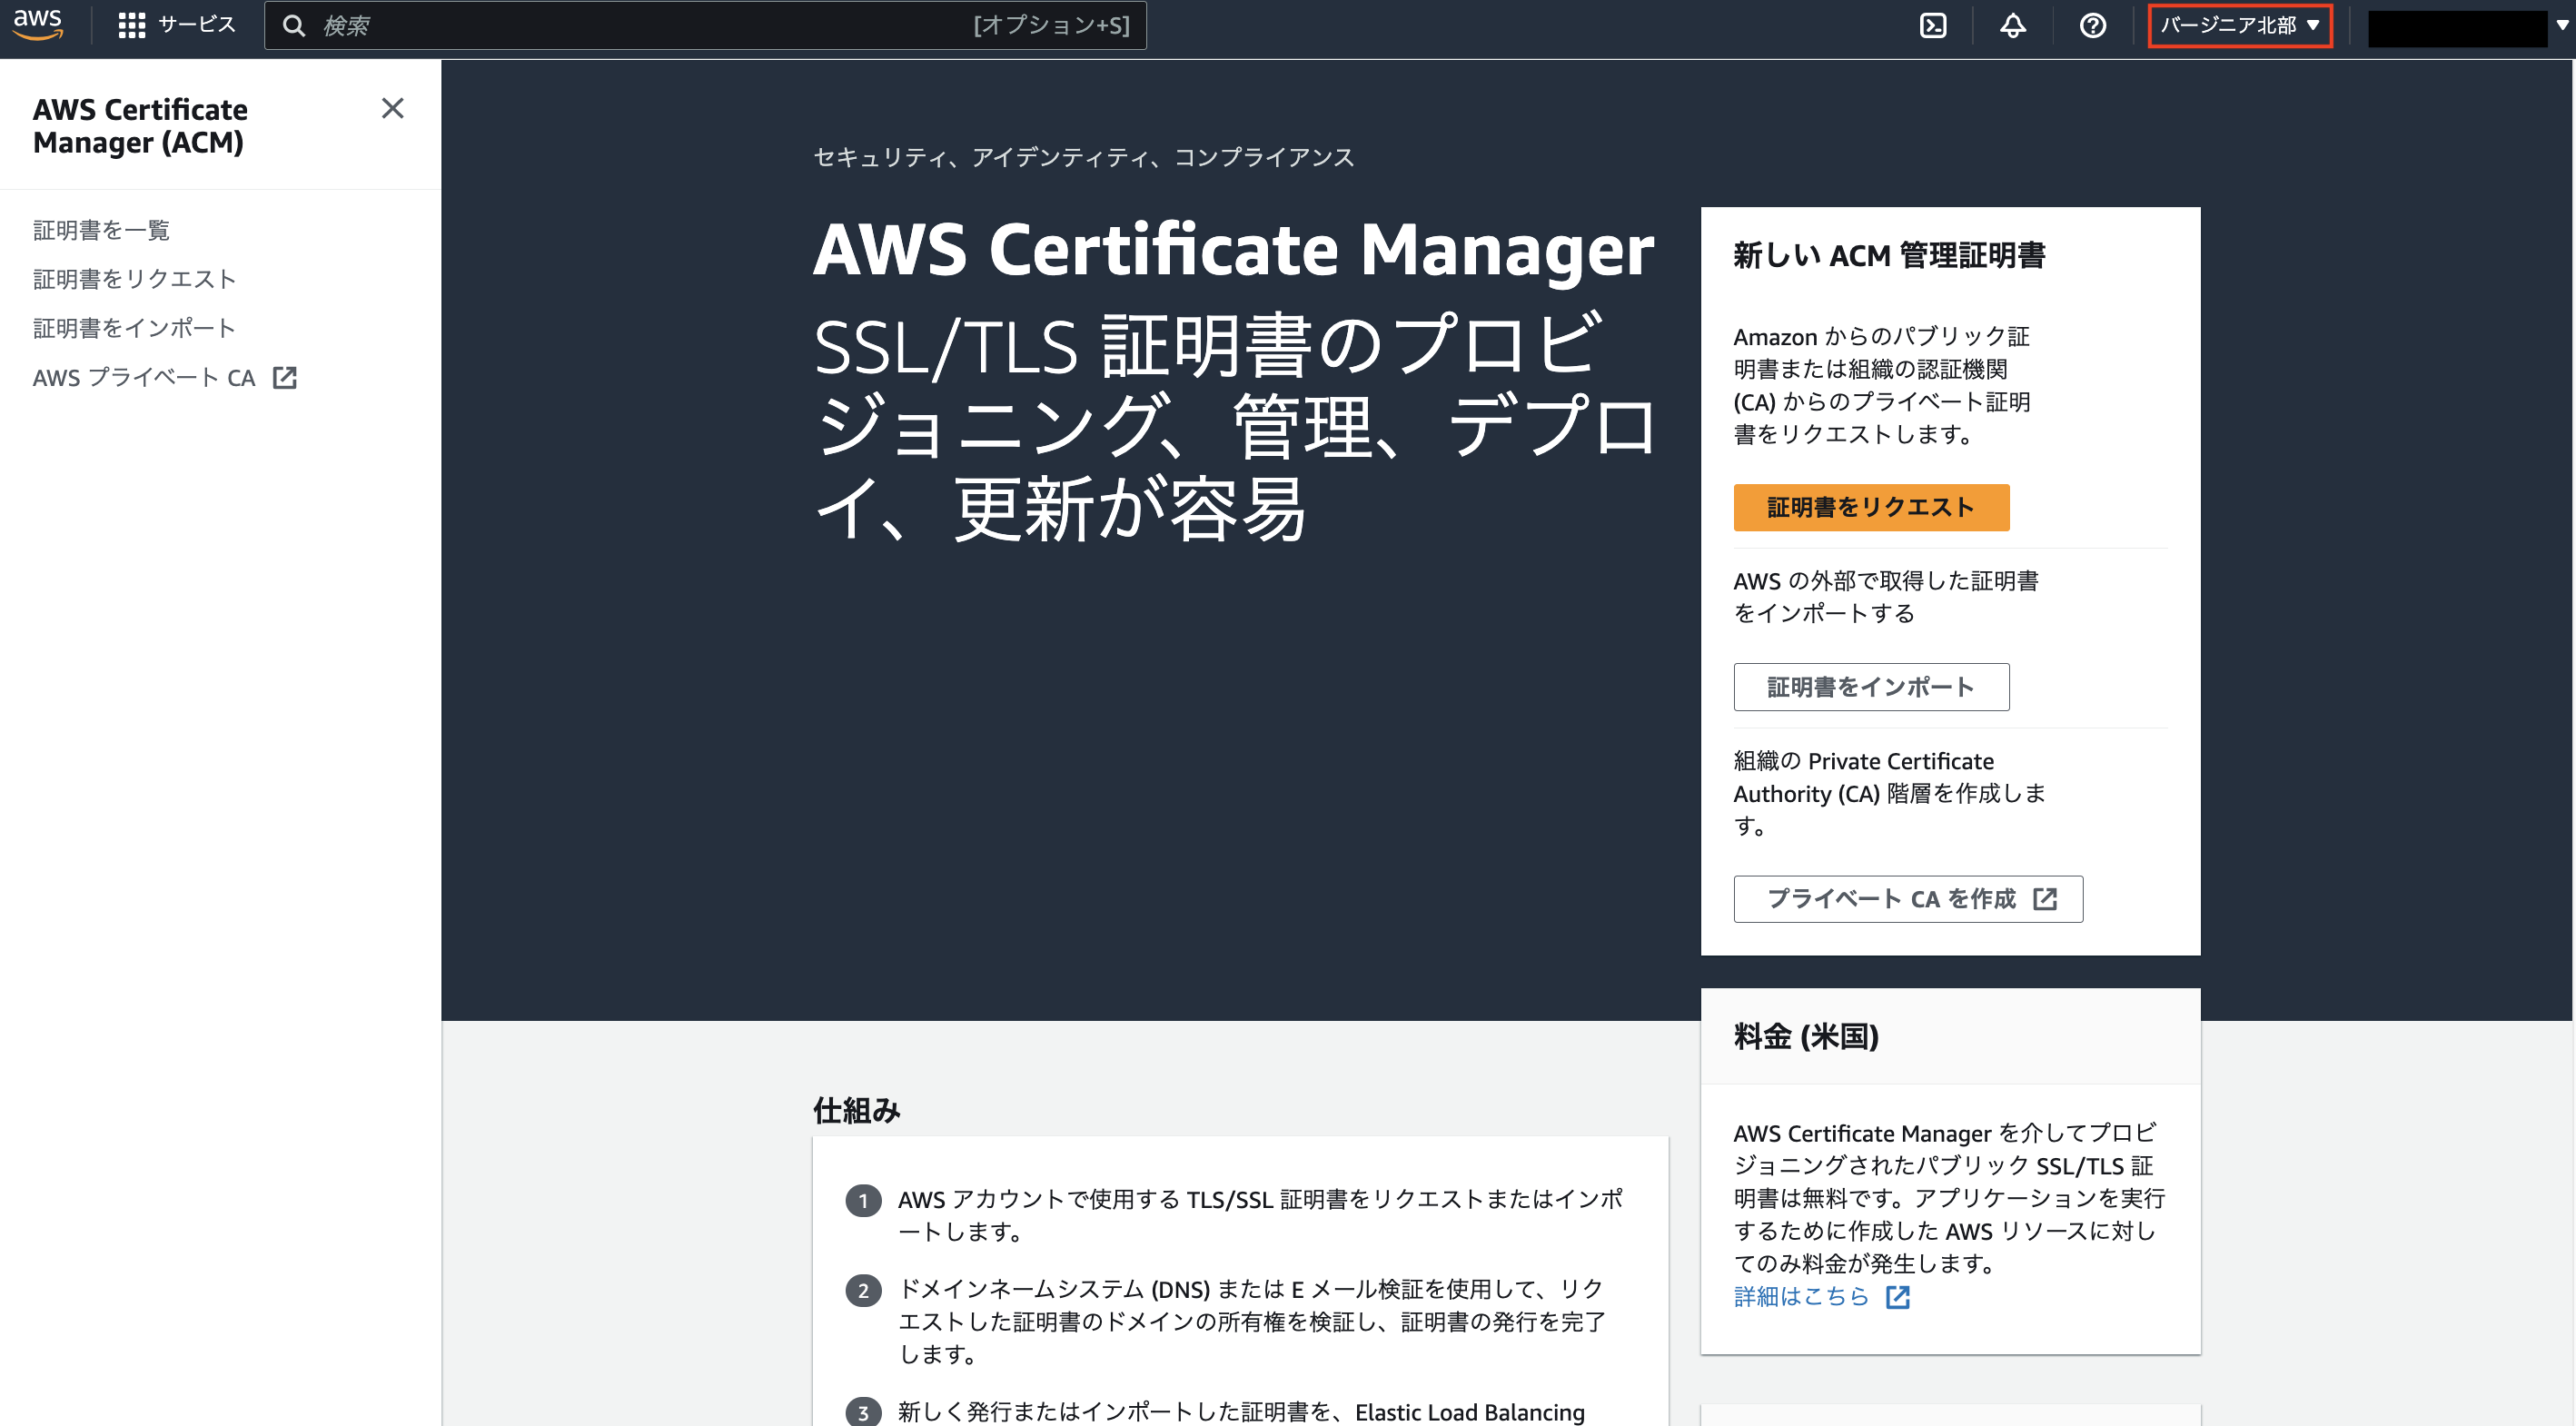 aws
サービス
検索
[オプション+S]
バージニア北部
AWS Certificate
Manager (ACM)
証明書を一覧
証明書をリクエスト
証明書をインポート
AWS プライベート CA
セキュリティ、アイデンティティ、コンプライアンス
AWS Certificate Manager
SSL/TLS 証明書のプロビ
ジョニング、管理、デプロ
イ、更新が容易
新しい ACM 管理証明書
Amazon からのパブリック証
明書または組織の認証機関
(CA) からのプライベート証明
書をリクエストします。
証明書をリクエスト
AWS の外部で取得した証明書
をインポートする
証明書をインポート
組織の Private Certificate
Authority (CA) 階層を作成しま
す。
プライベート CA を作成
料金 (米国)
AWS Certificate Manager を介してプロビ
ジョニングされたパブリック SSL/TLS 証
明書は無料です。アプリケーションを実行
するために作成した AWS リソースに対し
てのみ料金が発生します。
詳細はこちら
仕組み
1 AWS アカウントで使用する TLS/SSL 証明書をリクエストまたはインポ
ートします。
2 ドメインネームシステム (DNS) または E メール検証を使用して、リク
エストした証明書のドメインの所有権を検証し、証明書の発行を完了
します。
3 新しく発行またはインポートした証明書を、Elastic Load Balancing